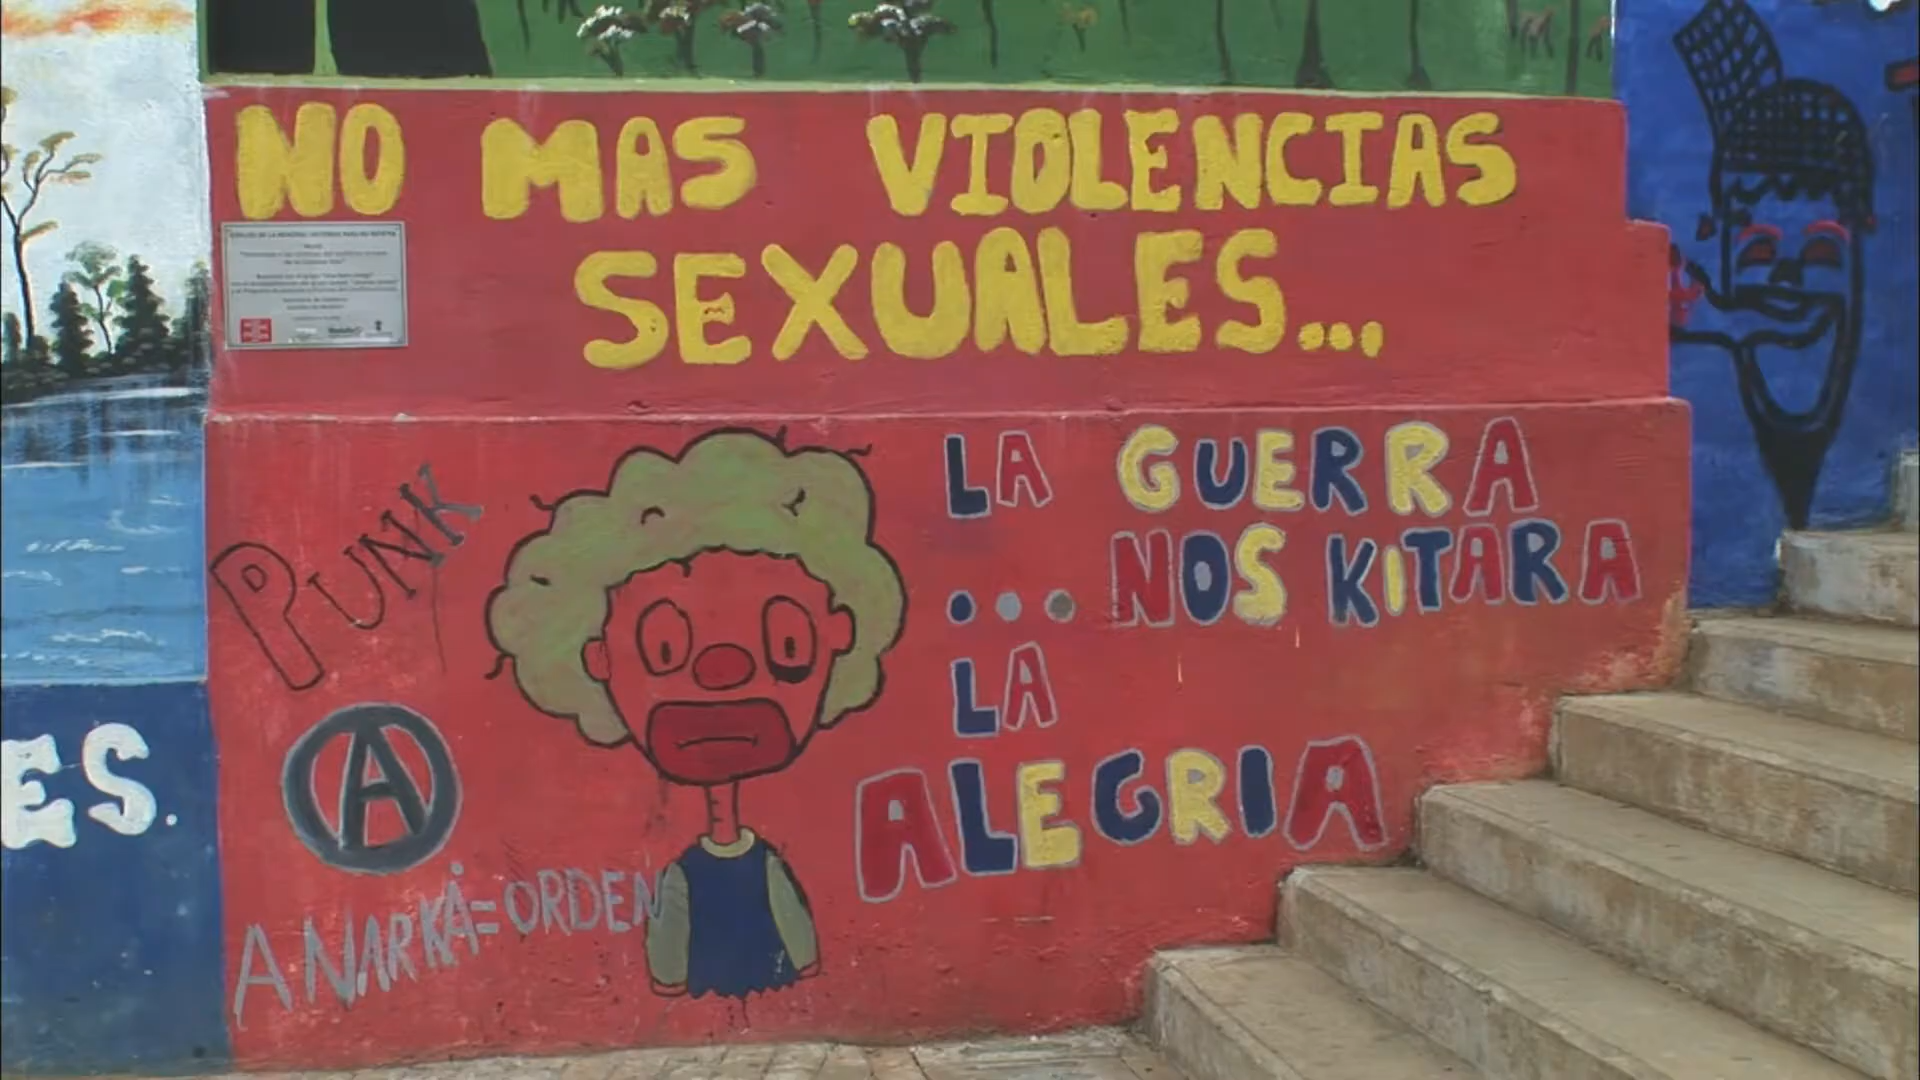 NO MAS VIOLENCIAS
SEXUALES...
LA GUERRA
... NOS KITARA
LA
ALEGRIA
PUNK
A
ANARKÁ=ORDEN
ES.